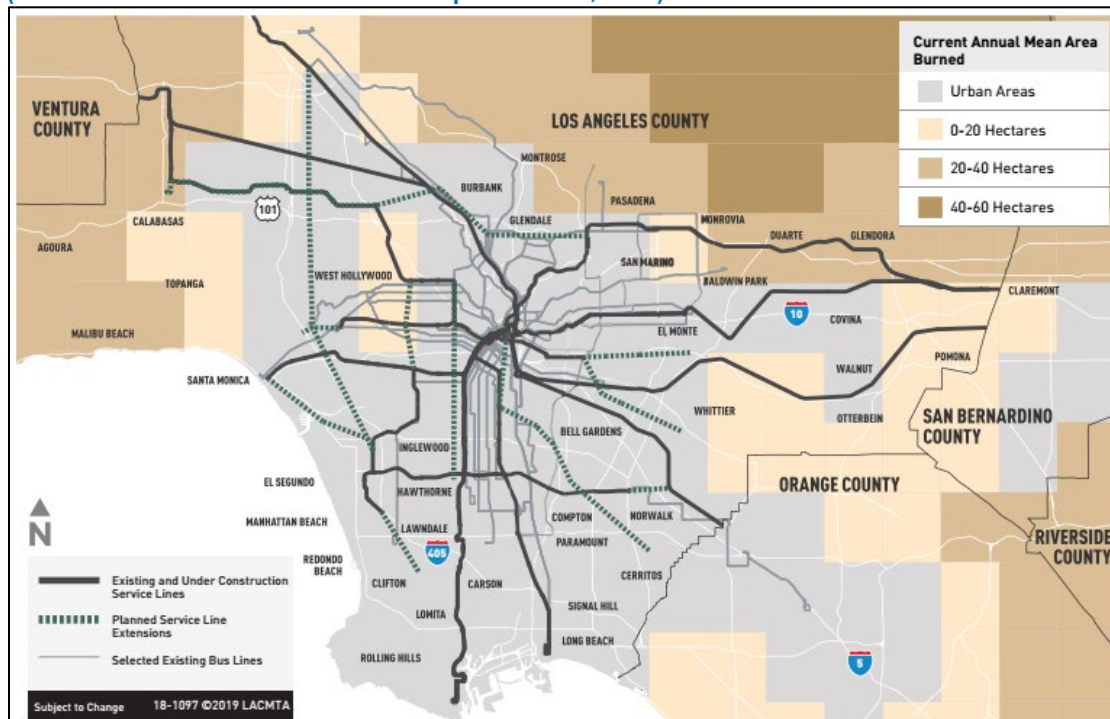 Current Annual Mean Area
Burned
Urban Areas
0-20 Hectares
20-40 Hectares
40-60 Hectares
VENTURA
COUNTY
LOS ANGELES COUNTY
MONTROSE
BURBANK
PASADENA
101
GLENDALE
MONROVIA
CALABASAS
DUARTE
GLENDORA
AGOURA
SAN MARINO
WEST HOLLYWOOD
TOPANGA
BALDWIN PARK
CLAREMONT
10
COVINA
EL MONTE
MALIBU BEACH
POMONA
WALNUT
SANTA MONICA
WHITTIER
OTTERBEIN
SAN BERNARDINO
COUNTY
BELL GARDENS
INGLEWOOD
EL SEGUNDO
ORANGE COUNTY
HAWTHORNE
N
COMPTON
NORWALK
MANHATTAN BEACH
LAWNDALE
PARAMOUNT
RIVERSIDE
COUNTY
405
REDONDO
BEACH
CERRITOS
CLIFTON
CARSON
SIGNAL HILL
LOMITA
LONG BEACH
ROLLING HILLS
5
Existing and Under Construction
Service Lines
Planned Service Line
Extensions
Selected Existing Bus Lines
Subject to Change 18-1097 ©2019 LACMTA